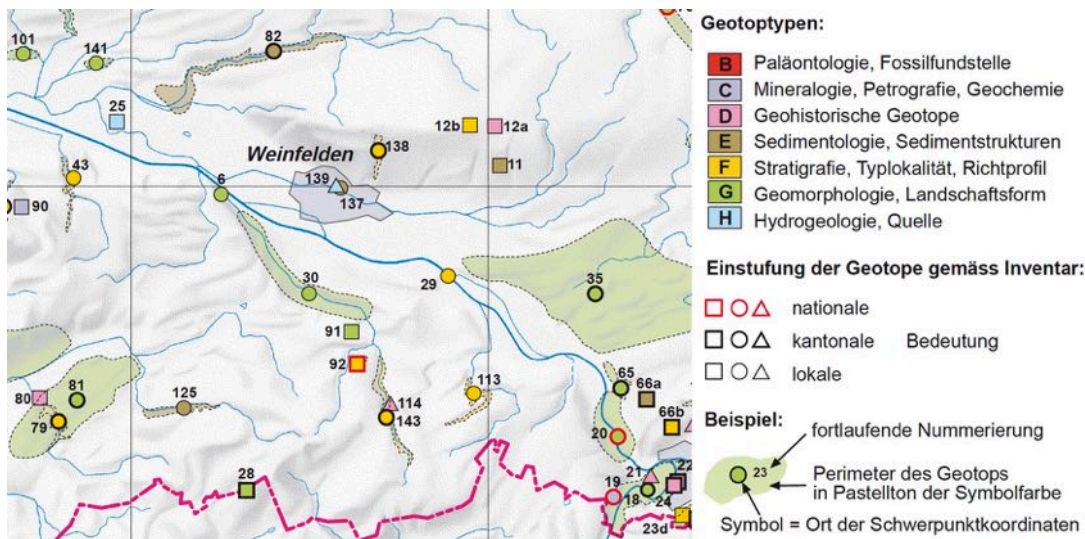 101
141
82
25
12b
12a
Weinfelden
138
11
43
139
137
6
90
30
29
35
91
92
113
65
66a
81
80
125
114
66b
79
143
20
28
21
22
19
18
24
23d
Geotoptypen:
B Paläontologie, Fossilfundstelle
C Mineralogie, Petrografie, Geochemie
D Geohistorische Geotope
E Sedimentologie, Sedimentstrukturen
F Stratigrafie, Typlokalität, Richtprofil
G Geomorphologie, Landschaftsform
H Hydrogeologie, Quelle
Einstufung der Geotope gemäss Inventar:
nationale
kantonale Bedeutung
lokale
Beispiel:
fortlaufende Nummerierung
23
Perimeter des Geotops
in Pastellton der Symbolfarbe
Symbol = Ort der Schwerpunktkoordinaten